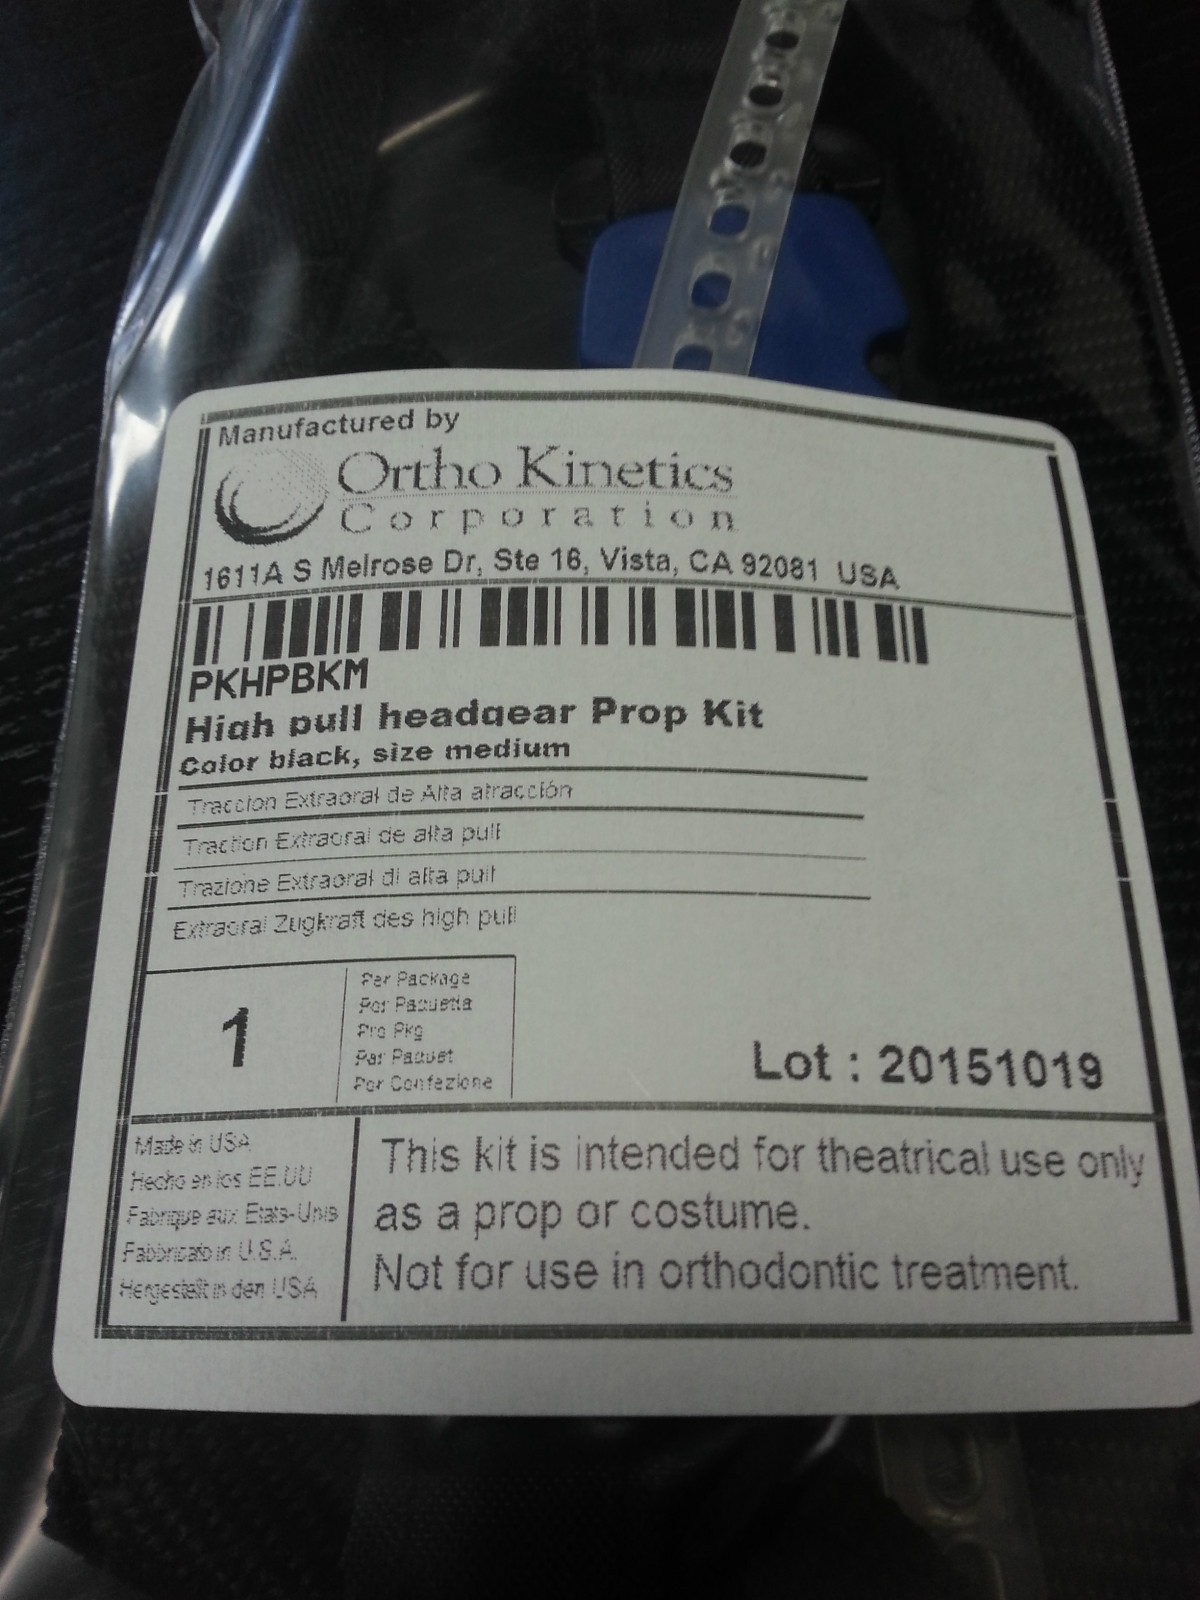 Manufactured by
Ortho Kinetics
Corporation
1611A S Melrose Dr, Ste 16, Vista, CA 92081 USA
PKHPBKM
High pull headgear Prop Kit
Color black, size medium
Traccion Extraoral de Alta atracción
Traction Extraoral de alta pull
Trazione Extraoral di alta pull
Extraoral Zugkraft des high pull
1
Per Package
Por Paquetia
Pro Pkg
Par Paquet
Per Confezione
Lot : 20151019
Made in USA
Hecho en los EE.UU
Fabrique aux Etats-Unis
Fabbricato in U.S.A.
Hergestellt in den USA
This kit is intended for theatrical use only
as a prop or costume.
Not for use in orthodontic treatment.